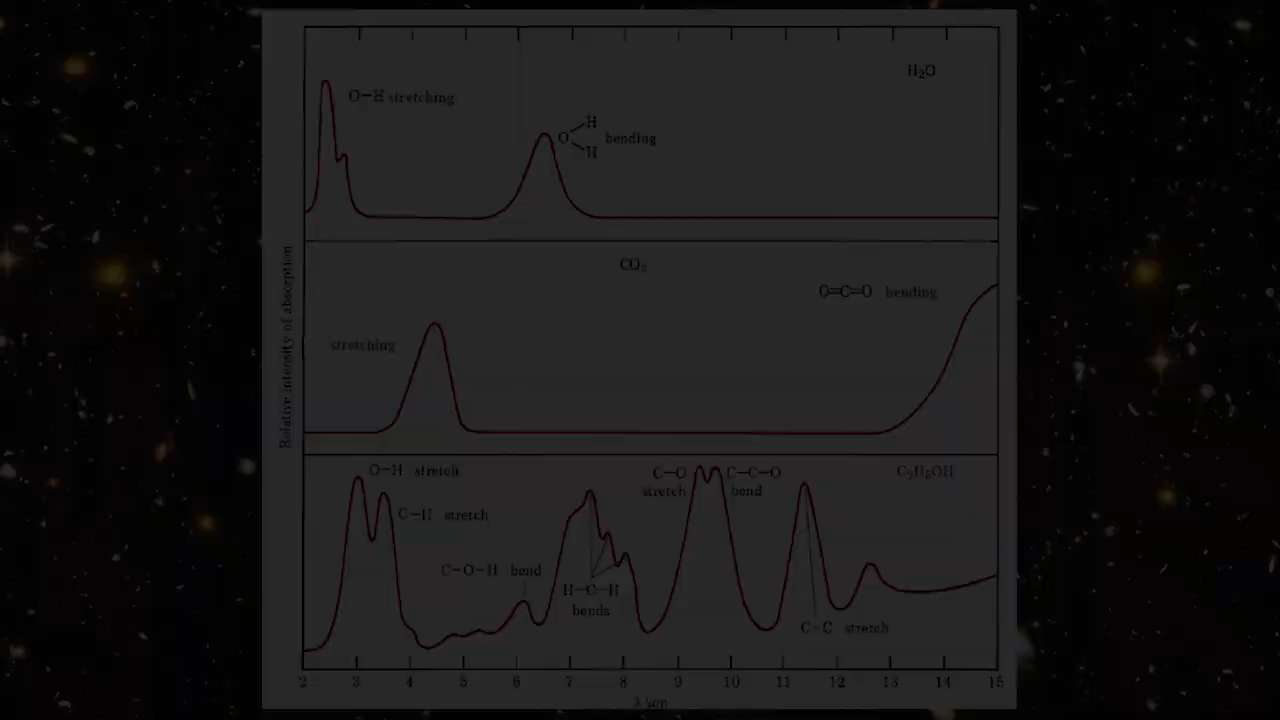 H₂O
O–H stretching
O H H bending
CO₂
O=C=O bending
stretching
Relative intensity of absorption
O–H stretch
C–O stretch
C–C–O bend
C₂H₅OH
C–H stretch
C–O–H bend
H–C–H bends
C–C stretch
2 3 4 5 6 7 8 9 10 11 12 13 14 15